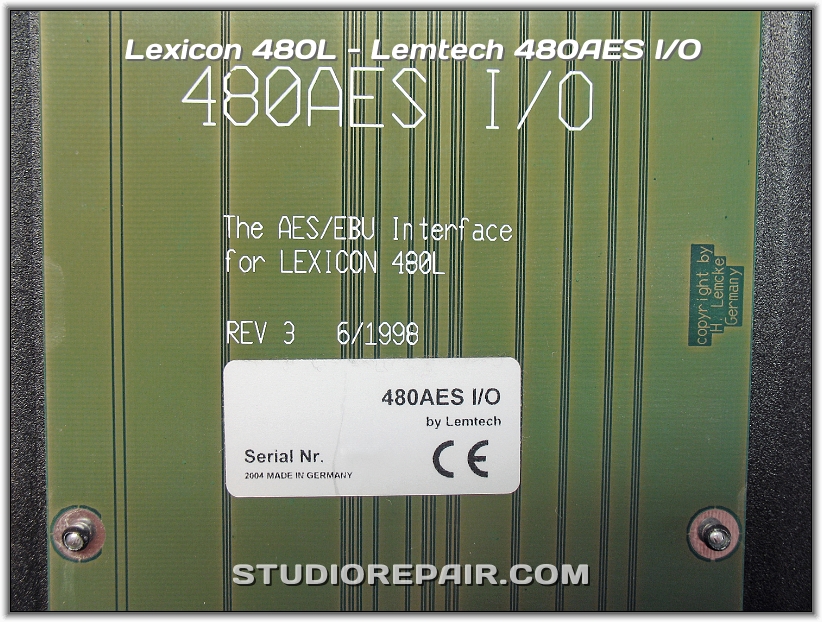 Lexicon 480L - Lemtech 480AES I/O
480AES I/O
The AES/EBU Interface
for LEXICON 480L
copyright by
H. Lemcke
Germany
REV 3 6/1998
480AES I/O
by Lemtech
Serial Nr.
CE
2004 MADE IN GERMANY
STUDIOREPAIR.COM